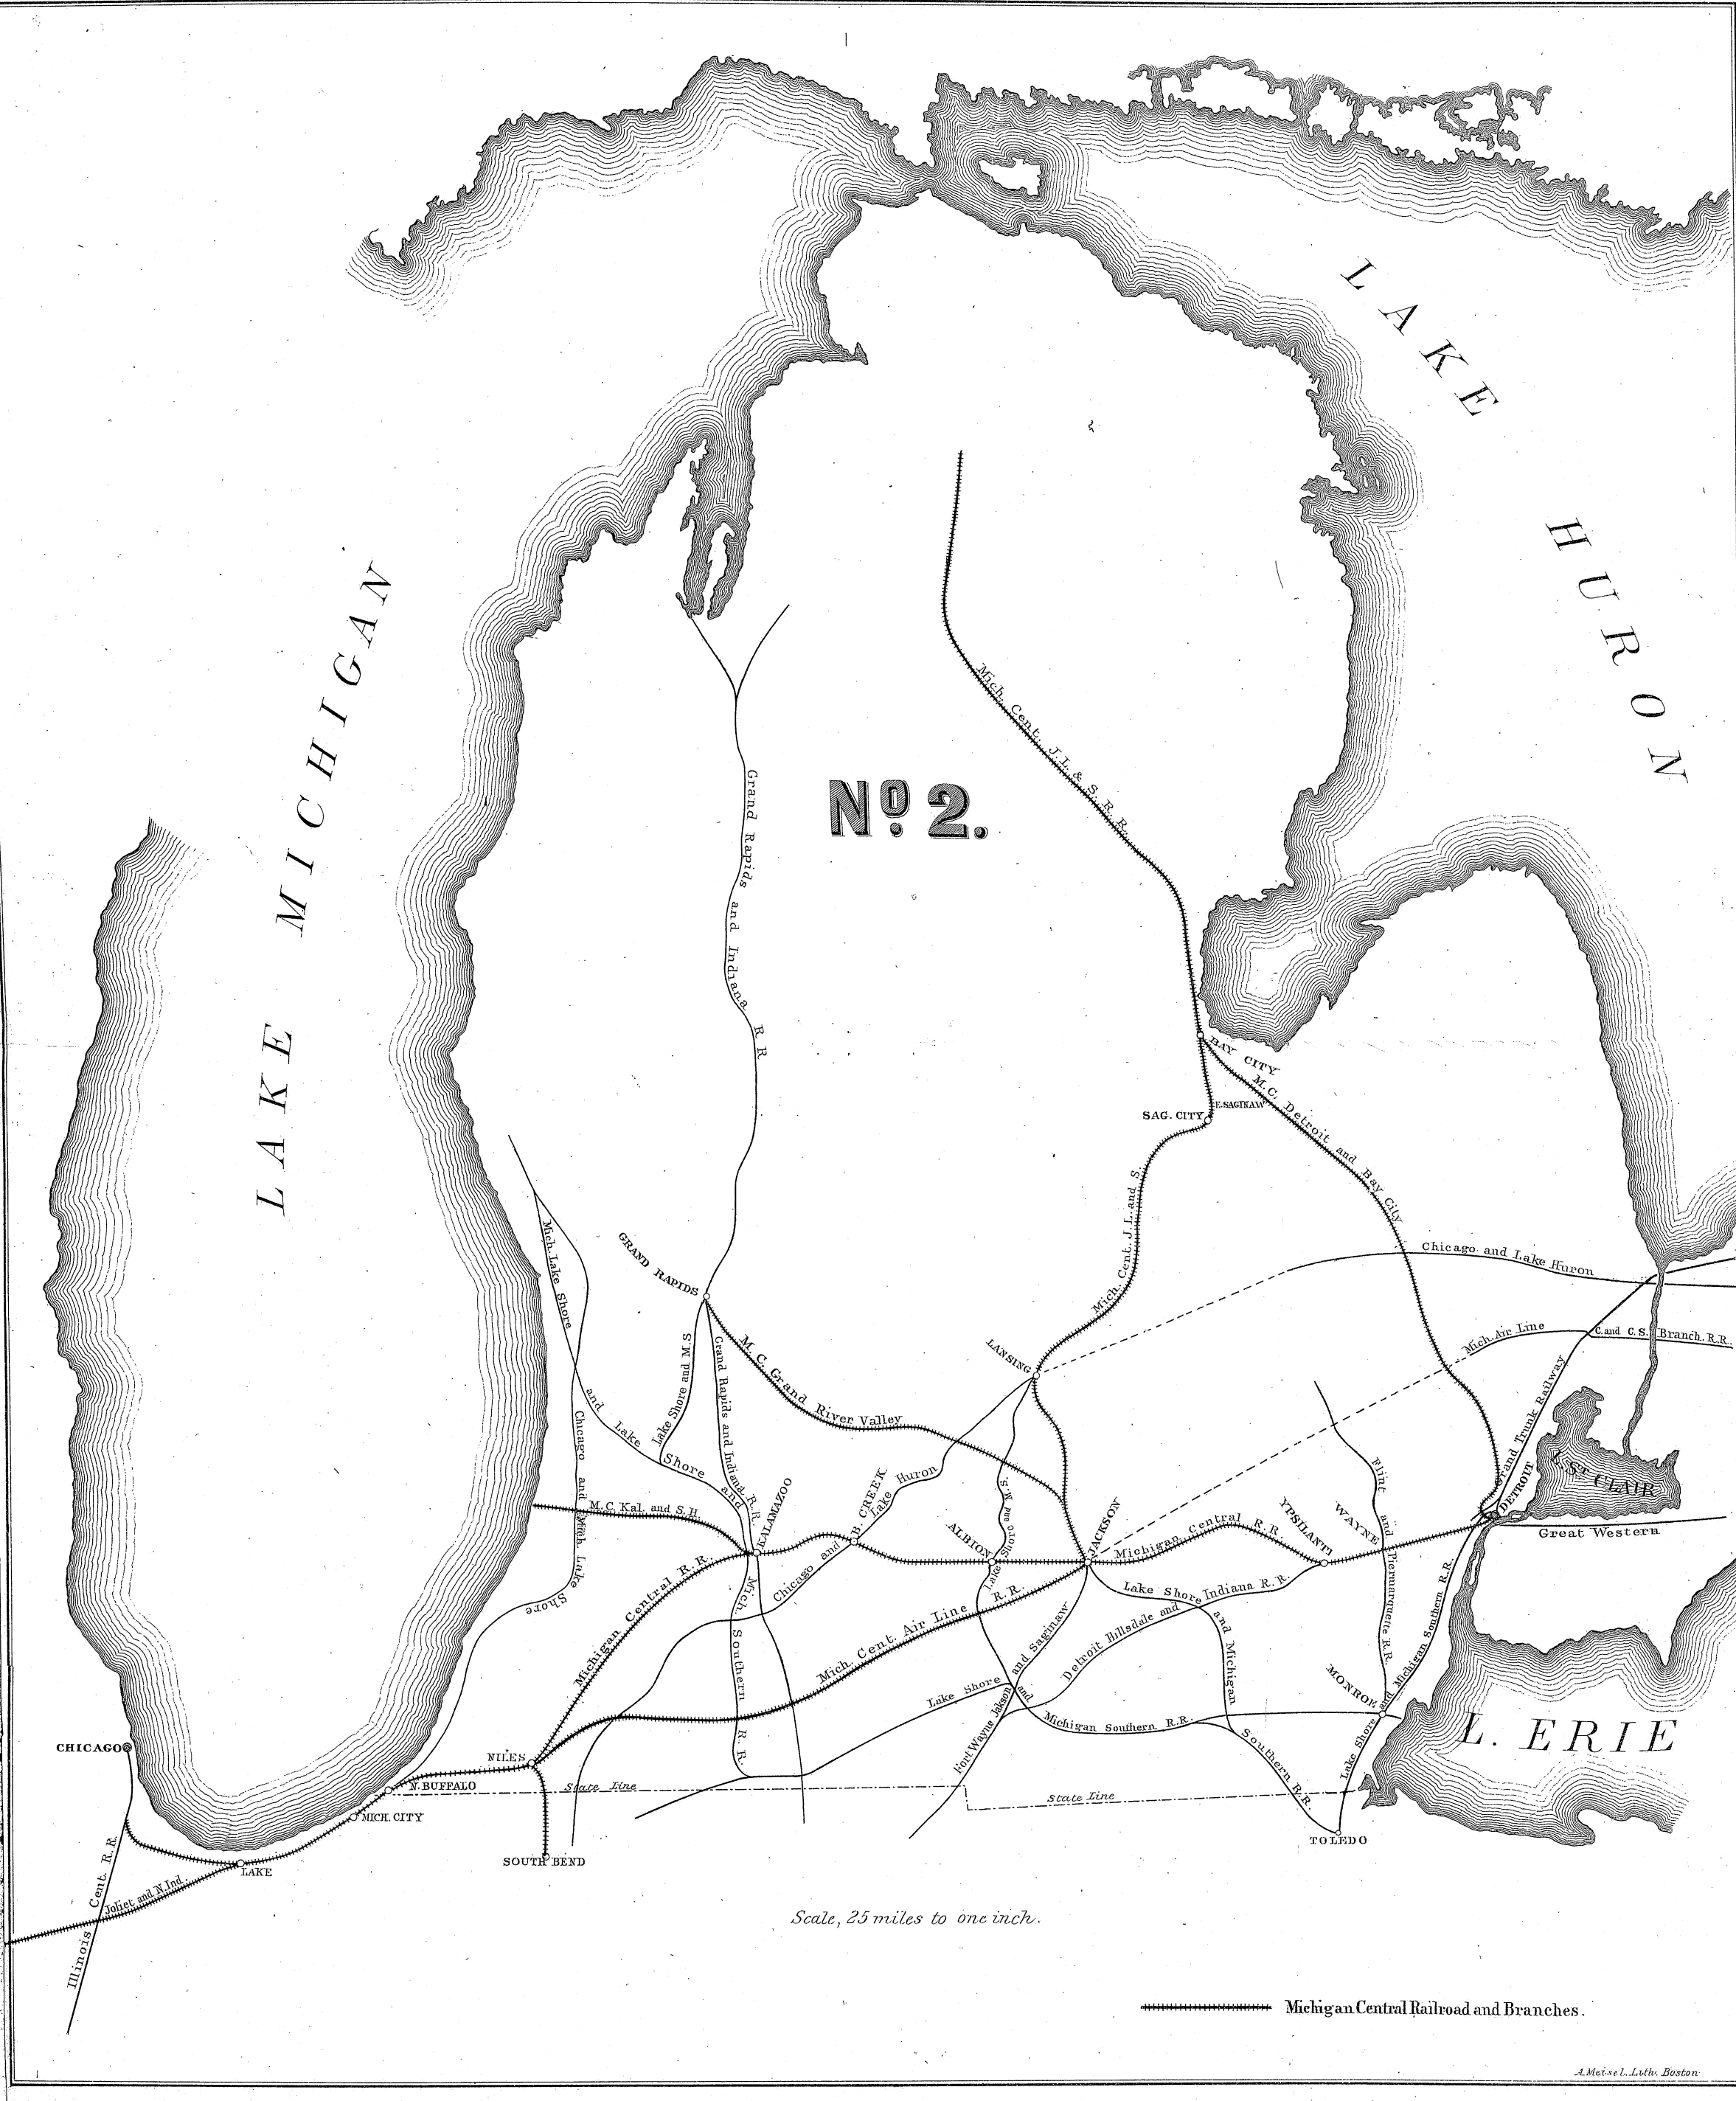 LAKE HURON
LAKE MICHIGAN
No. 2.
Mich. Cent. J.L. & S. R.R.
Grand Rapids and Indiana R R
BAY CITY
E. SAGINAW
SAG. CITY
M.C. Detroit and Bay City
Mich. Cent. J.L. and S.
GRAND RAPIDS
Mich. Lake Shore
Chicago and Lake Huron
Mich. Air Line
C. and C. S. Branch. R.R.
LANSING
M. C. Grand River Valley
Lake Shore and M.S
Grand Rapids and Indiana R.R.
and Lake Shore and
Chicago and Mich. Lake Shore
Grand Trunk Railway
L. ST CLAIR
DETROIT
Great Western
Flint and Piermarquette R.R.
M.C. Kal. and S.H.
KALAMAZOO
B. CREEK
Chicago and Lake Huron
ALBION
Lake Shore and M.S.
JACKSON
Michigan Central R.R.
YPSILANTI
WAYNE
Michigan Central R.R.
Mich. Southern R. R.
Mich. Cent Air Line R.R.
Lake Shore and Michigan Southern R.R.
Detroit Hillsdale and Indiana R.R.
Fort Wayne Jakson and Saginaw
Lake Shore and Michigan Southern R.R.
MONROE
Lake Shore and Michigan Southern R.R.
L. ERIE
CHICAGO
NILES
N. BUFFALO
State Line
State Line
MICH. CITY
TOLEDO
LAKE
SOUTH BEND
Joliet and N. Ind.
Illinois Cent. R.R.
Scale, 25 miles to one inch.
Michigan Central Railroad and Branches.
A. Meisel. Lith. Boston